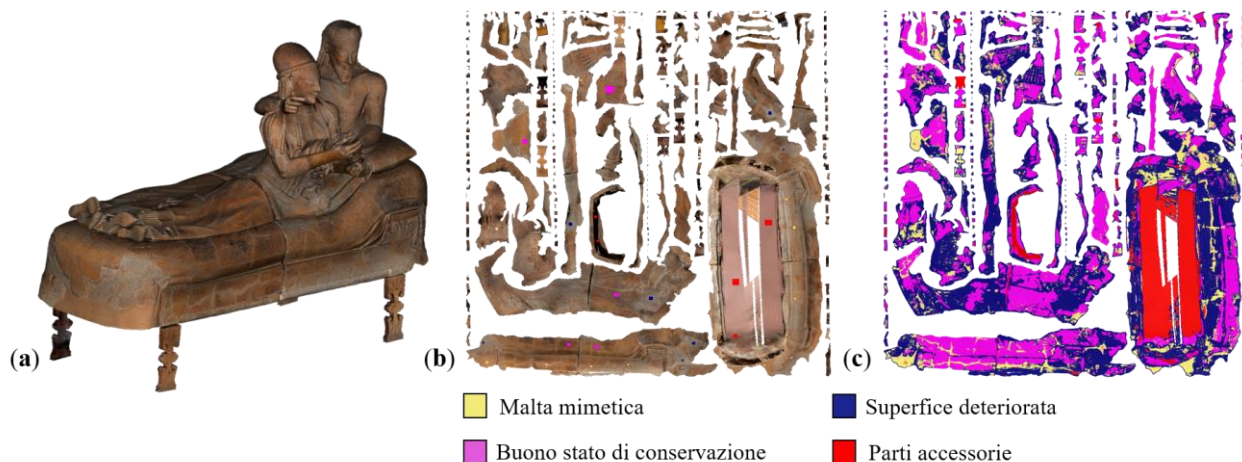 (a)
(b)
(c)
Malta mimetica
Superfice deteriorata
Buono stato di conservazione
Parti accessorie